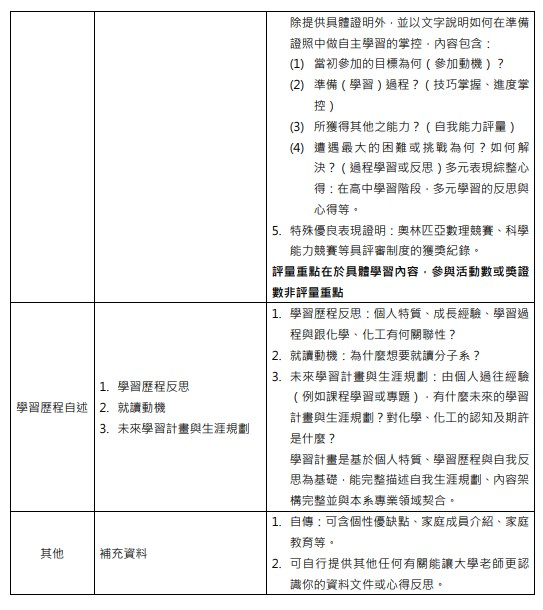 除提供具體證明外，並以文字說明如何在準備
證照中做自主學習的掌控，內容包含：
(1) 當初參加的目標為何（參加動機）？
(2) 準備（學習）過程？（技巧掌握、進度掌
控）
(3) 所獲得其他之能力？（自我能力評量）
(4) 遭遇最大的困難或挑戰為何？如何解
決？（過程學習或反思）多元表現綜整心
得：在高中學習階段，多元學習的反思與
心得等。
5. 特殊優良表現證明：奧林匹亞數理競賽、科學
能力競賽等具評審制度的獲獎紀錄。
評量重點在於具體學習內容，參與活動數或獎證
數非評量重點
學習歷程自述
1. 學習歷程反思
2. 就讀動機
3. 未來學習計畫與生涯規劃
1. 學習歷程反思：個人特質、成長經驗、學習過
程與跟化學、化工有何關聯性？
2. 就讀動機：為什麼想要就讀分子系？
3. 未來學習計畫與生涯規劃：由個人過往經驗
（例如課程學習或專題），有什麼未來的學習
計畫與生涯規劃？對化學、化工的認知及期許
是什麼？
學習計畫是基於個人特質、學習歷程與自我反
思為基礎，能完整描述自我生涯規劃、內容架
構完整並與本系專業領域契合。
其他
補充資料
1. 自傳：可含個性優缺點、家庭成員介紹、家庭
教育等。
2. 可自行提供其他任何有關能讓大學老師更認
識你的資料文件或心得反思。